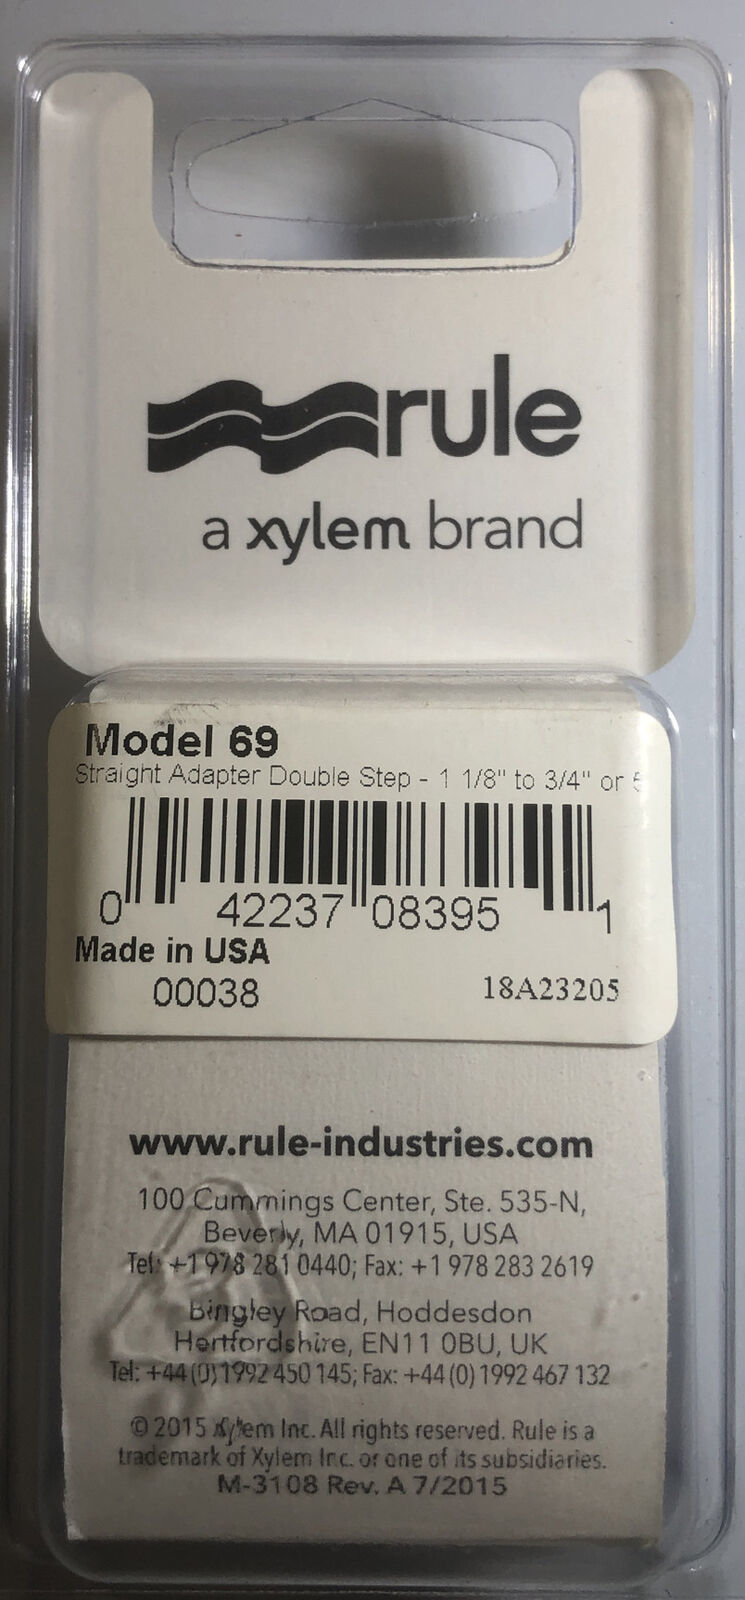 rule
a xylem brand
Model 69
Straight Adapter Double Step - 1 1/8" to 3/4" or
0 42237 08395 1
Made in USA
00038 18A23205
www.rule-industries.com
100 Cummings Center, Ste. 535-N,
Beverly, MA 01915, USA
Tel: +1 978 281 0440; Fax: +1 978 283 2619
Bingley Road, Hoddesdon
Hertfordshire, EN11 0BU, UK
Tel: +44 (0) 1992 450 145; Fax: +44 (0) 1992 467 132
© 2015 Xylem Inc. All rights reserved. Rule is a
trademark of Xylem Inc. or one of its subsidiaries.
M-3108 Rev. A 7/2015